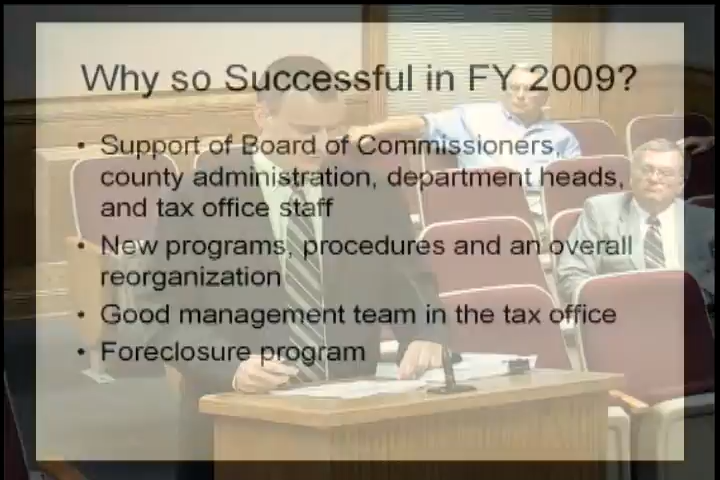 Why so Successful in FY 2009?
• Support of Board of Commissioners,
county administration, department heads,
and tax office staff
• New programs, procedures and an overall
reorganization
• Good management team in the tax office
• Foreclosure program